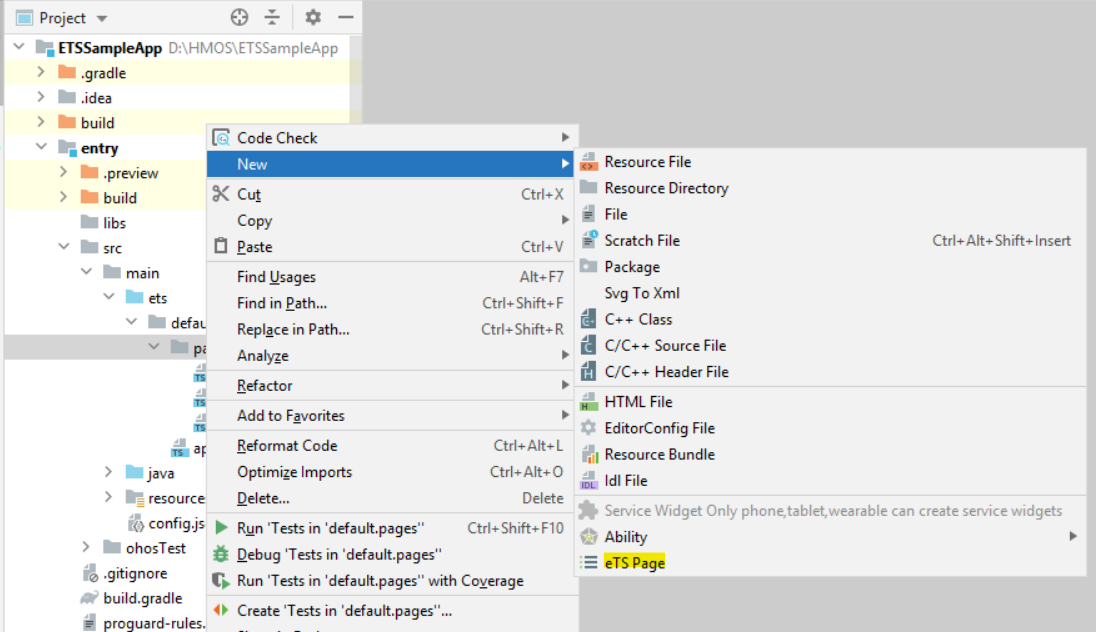 Project
ETSSampleApp D:\HMOS\ETSSampleApp
.gradle
.idea
build
entry
.preview
build
libs
src
main
ets
defau
pa
TS
TS
TS
TS ap
java
resource
config.js
ohosTest
.gitignore
build.gradle
proguard-rules.
Code Check
New
Cut Ctrl+X
Copy
Paste Ctrl+V
Find Usages Alt+F7
Find in Path... Ctrl+Shift+F
Replace in Path... Ctrl+Shift+R
Analyze
Refactor
Add to Favorites
Reformat Code Ctrl+Alt+L
Optimize Imports Ctrl+Alt+O
Delete... Delete
Run 'Tests in 'default.pages'' Ctrl+Shift+F10
Debug 'Tests in 'default.pages''
Run 'Tests in 'default.pages'' with Coverage
Create 'Tests in 'default.pages''...
Resource File
Resource Directory
File
Scratch File Ctrl+Alt+Shift+Insert
Package
Svg To Xml
C++ Class
C/C++ Source File
C/C++ Header File
HTML File
EditorConfig File
Resource Bundle
IDL Idl File
Service Widget Only phone,tablet,wearable can create service widgets
Ability
eTS Page